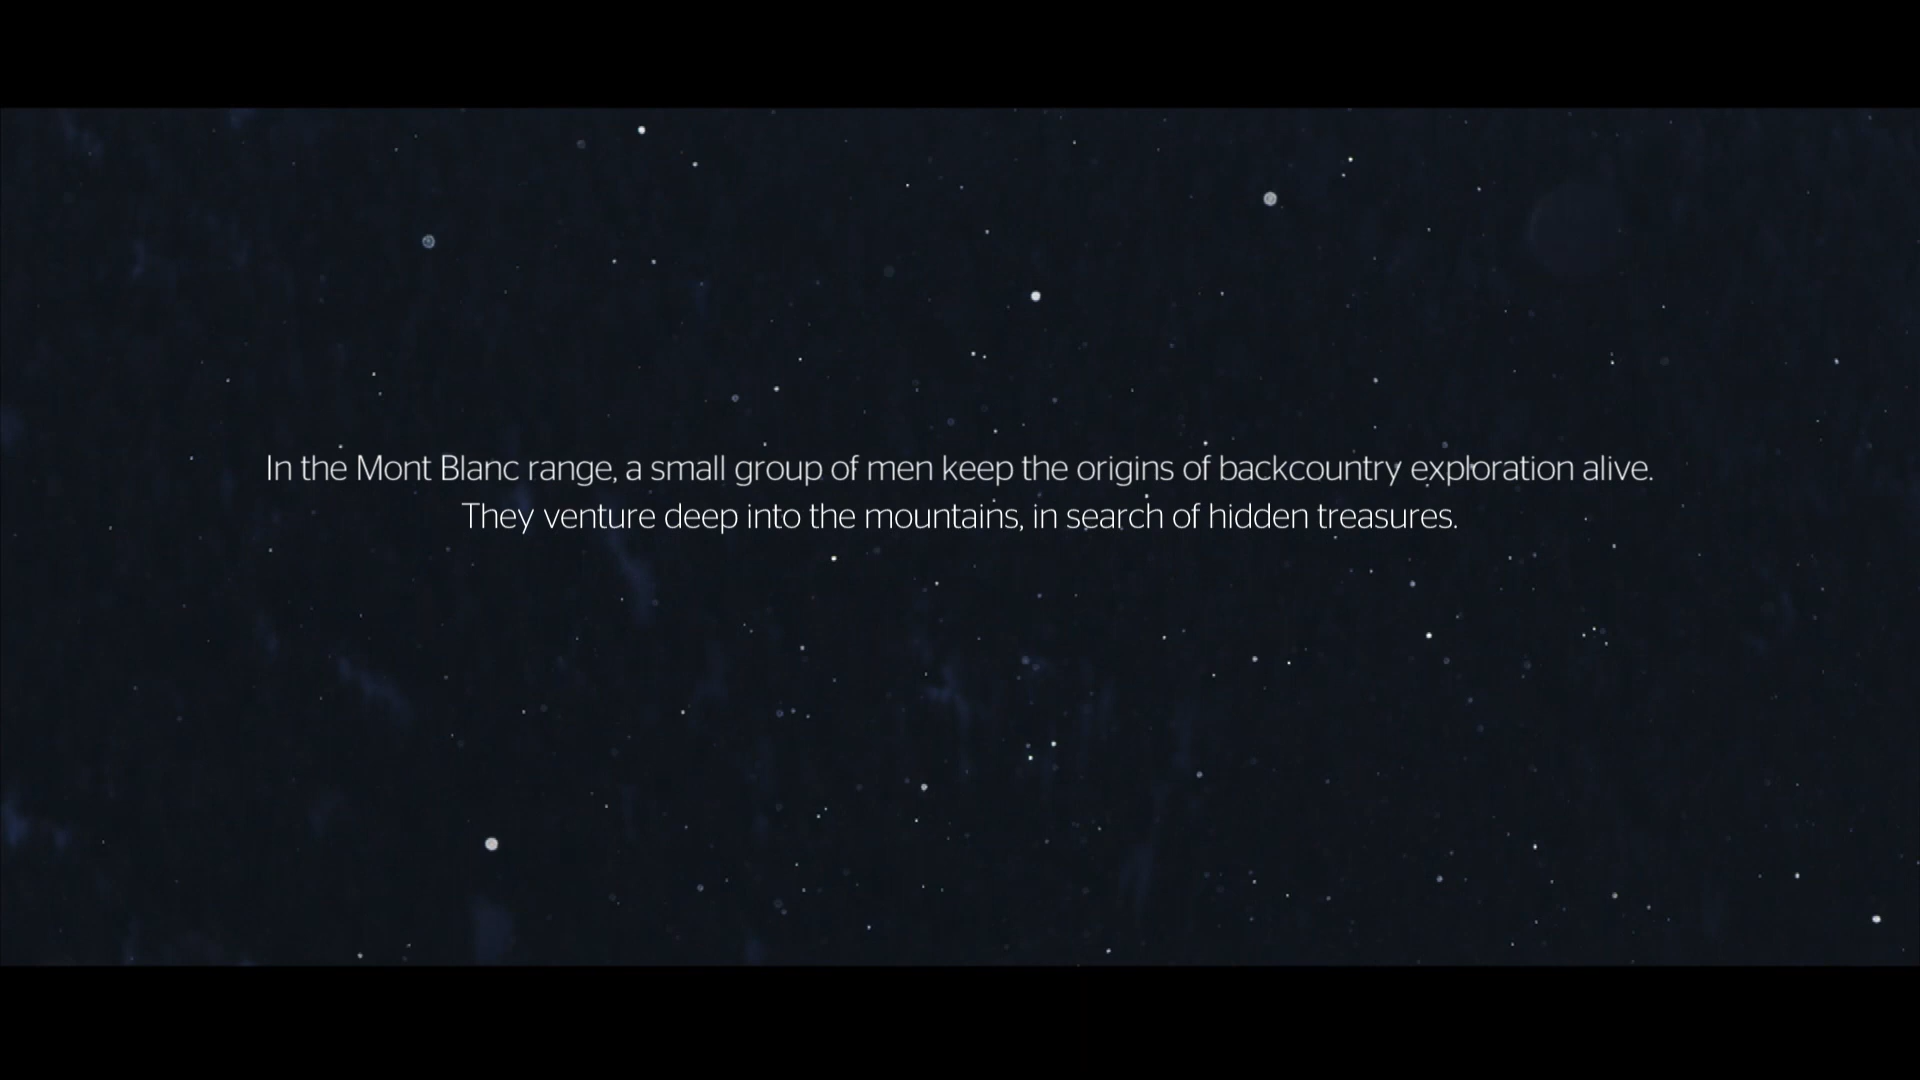 In the Mont Blanc range, a small group of men keep the origins of backcountry exploration alive.
They venture deep into the mountains, in search of hidden treasures.